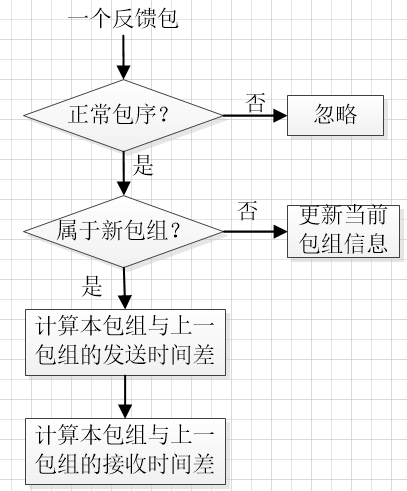 一个反馈包
正常包序？
否
忽略
是
属于新包组？
否
更新当前
包组信息
是
计算本包组与上一
包组的发送时间差
计算本包组与上一
包组的接收时间差